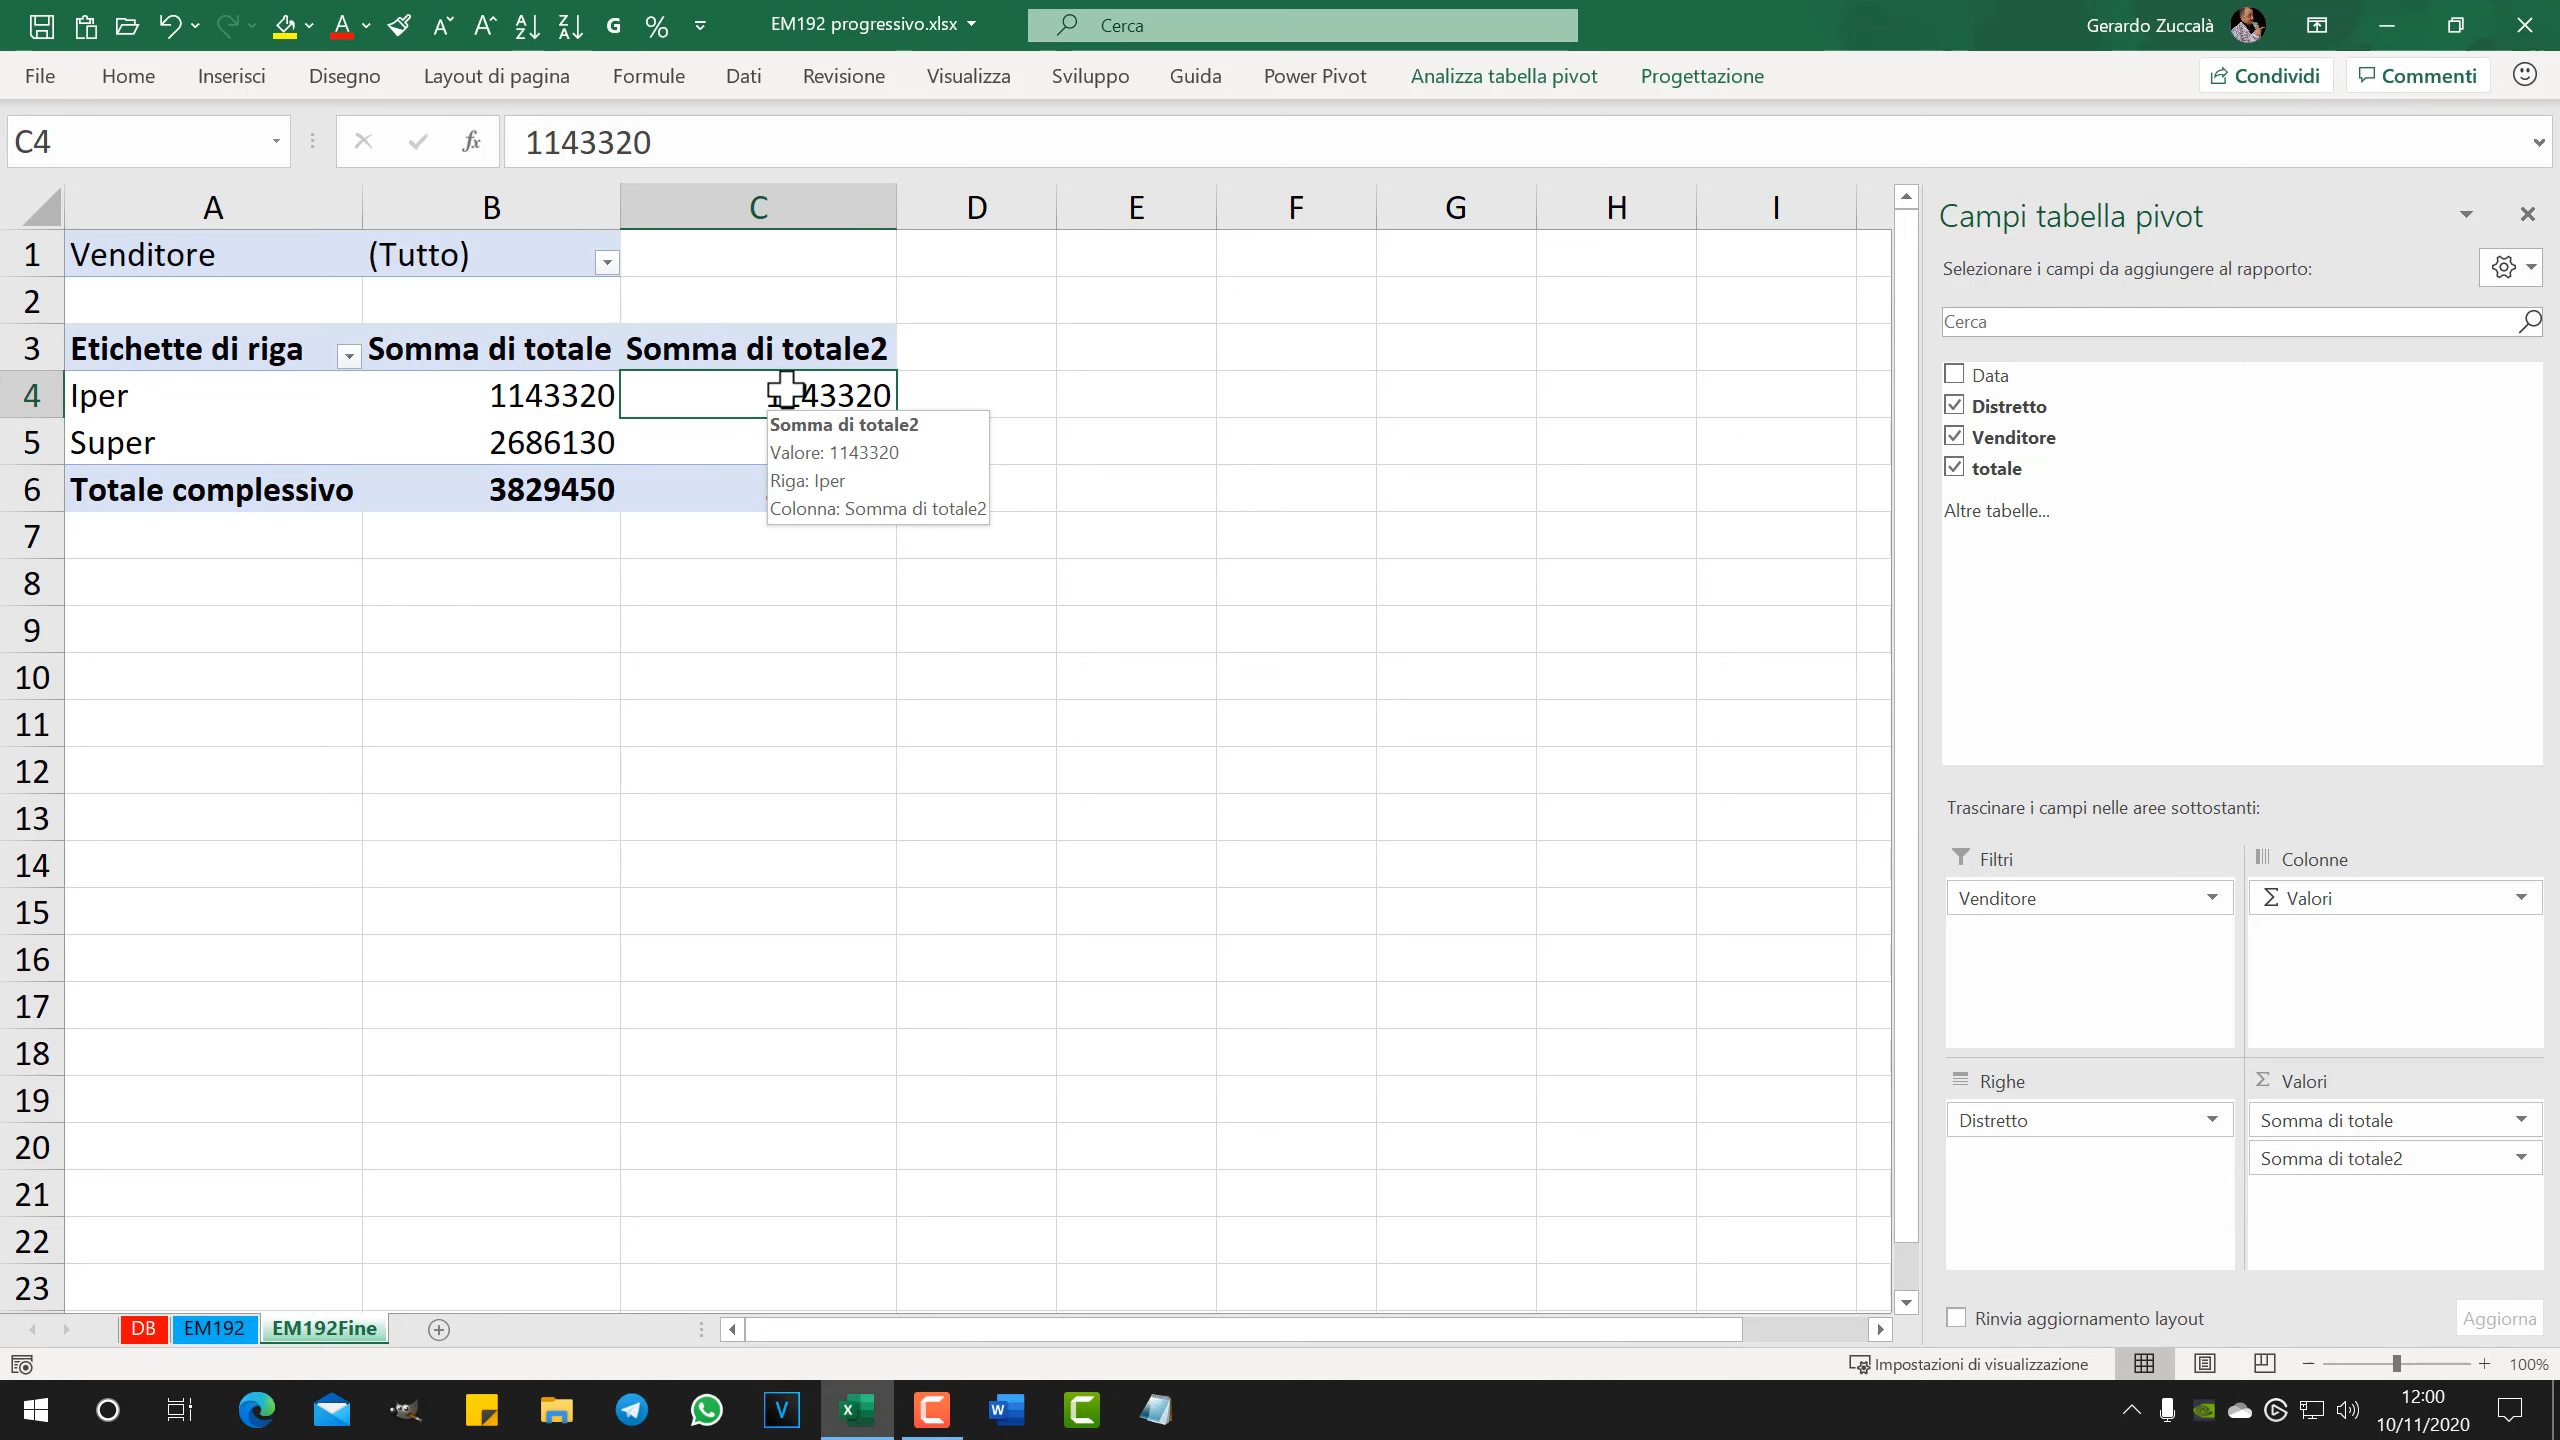 EM192 progressivo.xlsx
Cerca
Gerardo Zuccalà
File Home Inserisci Disegno Layout di pagina Formule Dati Revisione Visualizza Sviluppo Guida Power Pivot Analizza tabella pivot Progettazione Condividi Commenti
C4 fx 1143320
A B C D E F G H I
1 Venditore (Tutto)
2
3 Etichette di riga Somma di totale Somma di totale2
4 Iper 1143320 1143320
5 Super 2686130
6 Totale complessivo 3829450
Somma di totale2
Valore: 1143320
Riga: Iper
Colonna: Somma di totale2
7
8
9
10
11
12
13
14
15
16
17
18
19
20
21
22
23
Campi tabella pivot
Selezionare i campi da aggiungere al rapporto:
Cerca
Data
Distretto
Venditore
totale
Altre tabelle...
Trascinare i campi nelle aree sottostanti:
Filtri
Venditore
Colonne
Σ Valori
Righe
Distretto
Σ Valori
Somma di totale
Somma di totale2
Rinvia aggiornamento layout Aggiorna
DB EM192 EM192Fine
Impostazioni di visualizzazione 100%
12:00
10/11/2020